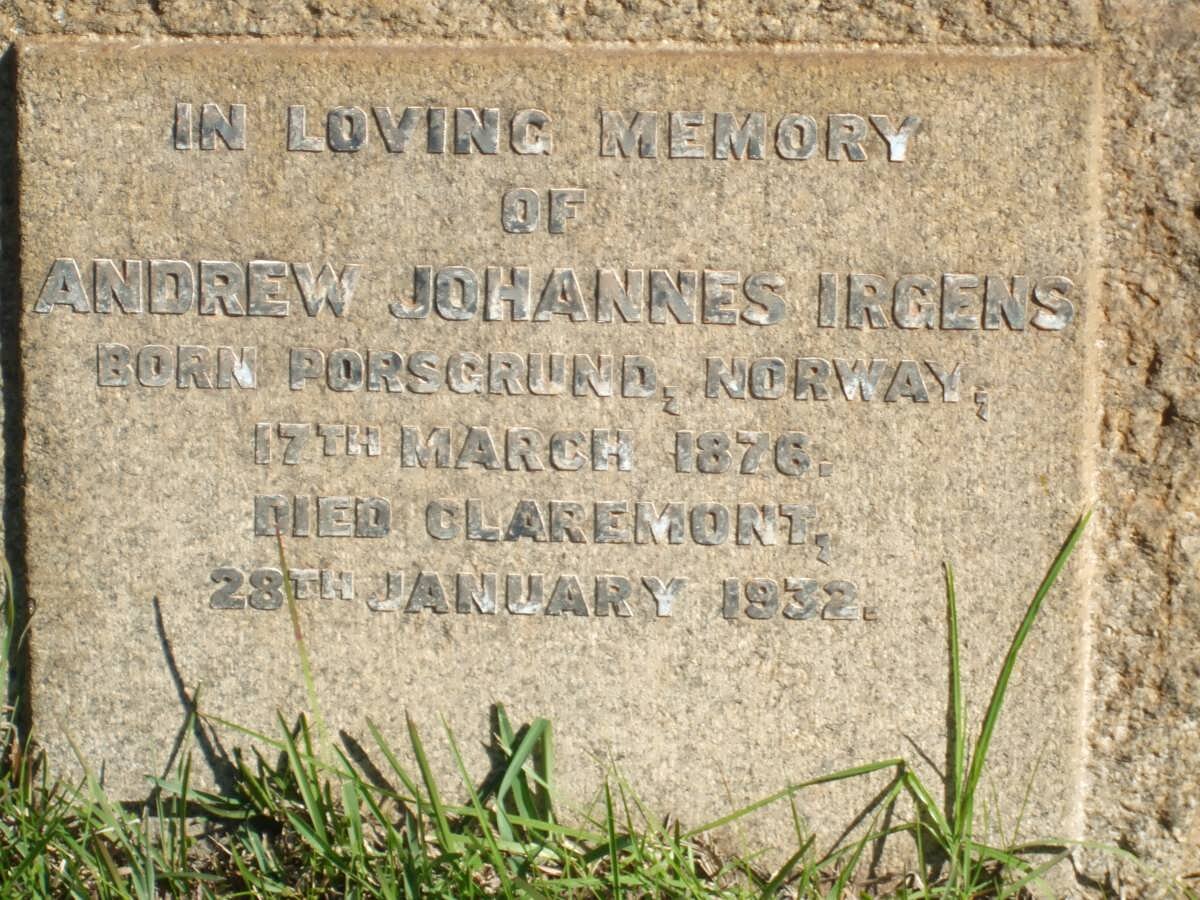 IN LOVING MEMORY
OF
ANDREW JOHANNES IRGENS
BORN PORSGRUND, NORWAY,
17TH MARCH 1876.
DIED CLAREMONT,
28TH JANUARY 1932.